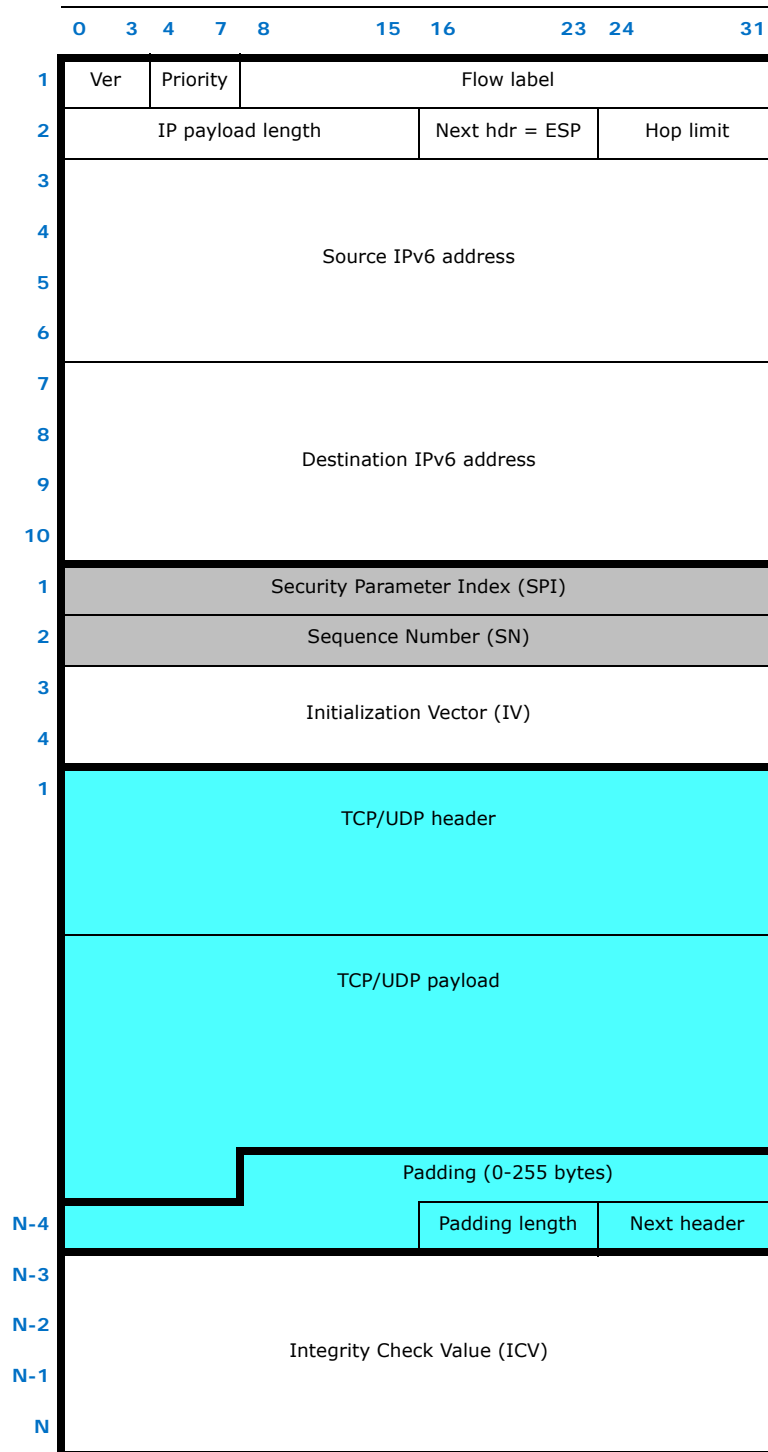 0 3 4 7 8 15 16 23 24 31
1 Ver Priority Flow label
2 IP payload length Next hdr = ESP Hop limit
3
4
Source IPv6 address
5
6
7
8
Destination IPv6 address
9
10
1 Security Parameter Index (SPI)
2 Sequence Number (SN)
3
Initialization Vector (IV)
4
1
TCP/UDP header
TCP/UDP payload
Padding (0-255 bytes)
N-4 Padding length Next header
N-3
N-2
Integrity Check Value (ICV)
N-1
N